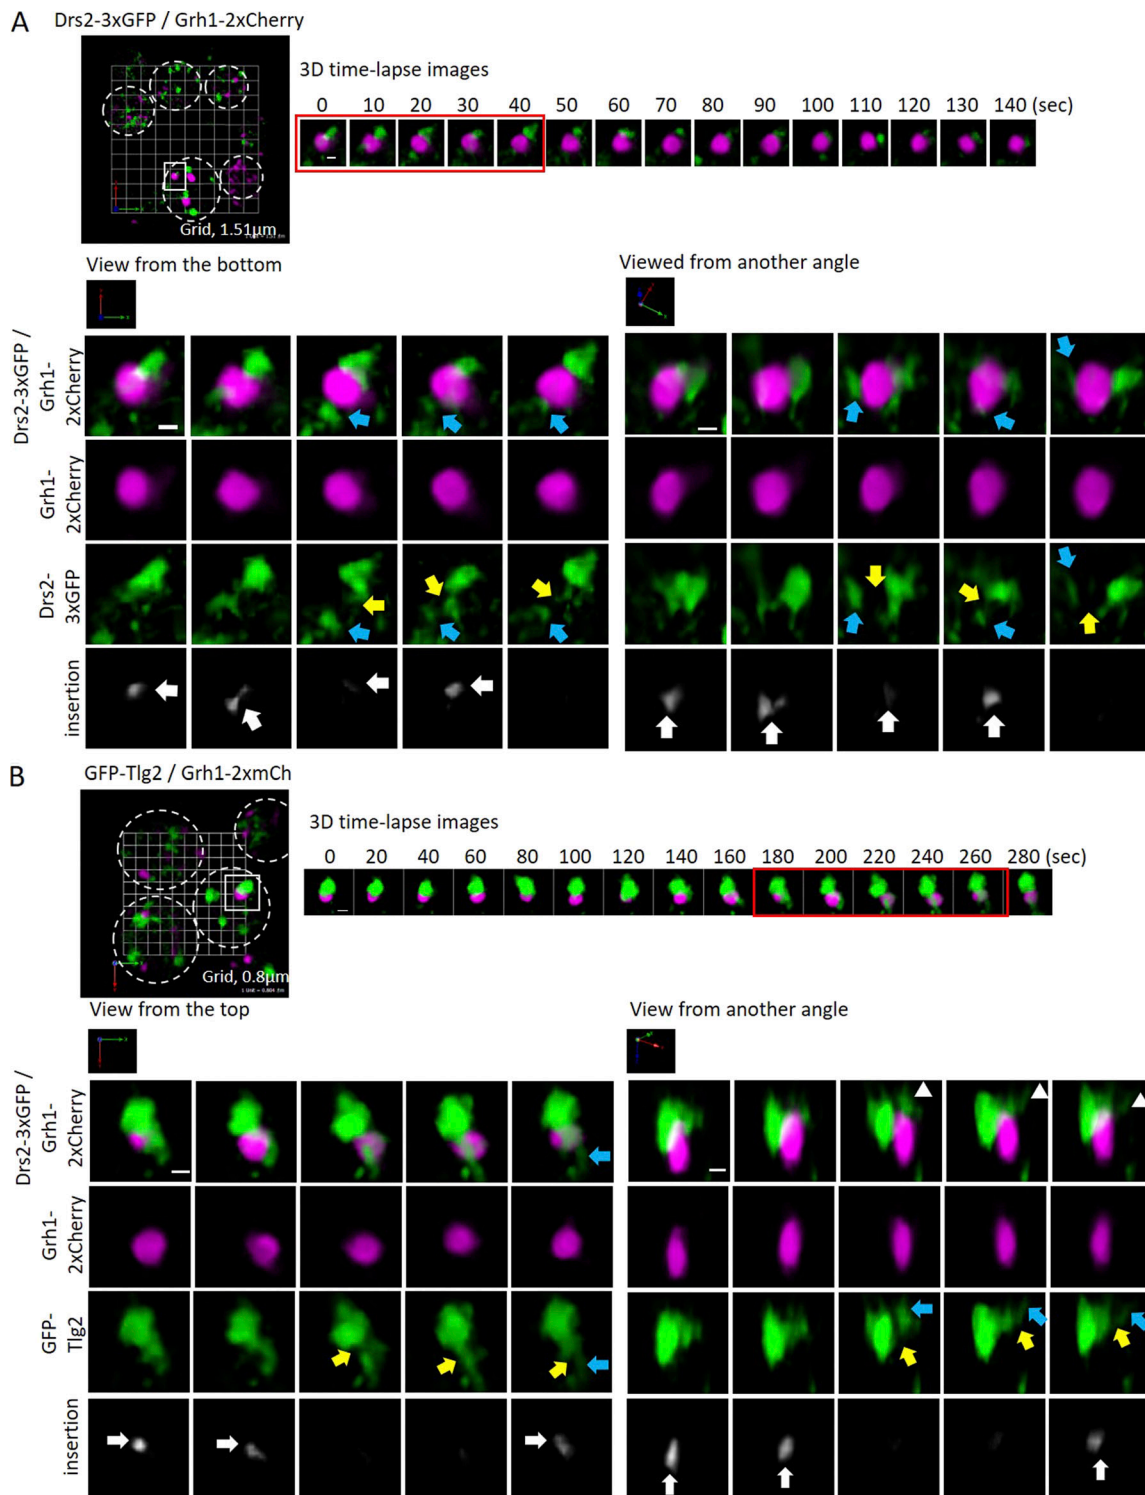 A
Drs2-3xGFP / Grh1-2xCherry
3D time-lapse images
0 10 20 30 40 50 60 70 80 90 100 110 120 130 140 (sec)
Grid, 1.51μm
View from the bottom
Viewed from another angle
Drs2-3xGFP /
Grh1-
2xCherry
Grh1-
2xCherry
Drs2-
3xGFP
insertion
B
GFP-Tlg2 / Grh1-2xmCh
3D time-lapse images
0 20 40 60 80 100 120 140 160 180 200 220 240 260 280 (sec)
Grid, 0.8μm
View from the top
View from another angle
Drs2-3xGFP /
Grh1-
2xCherry
Grh1-
2xCherry
GFP-
Tlg2
insertion